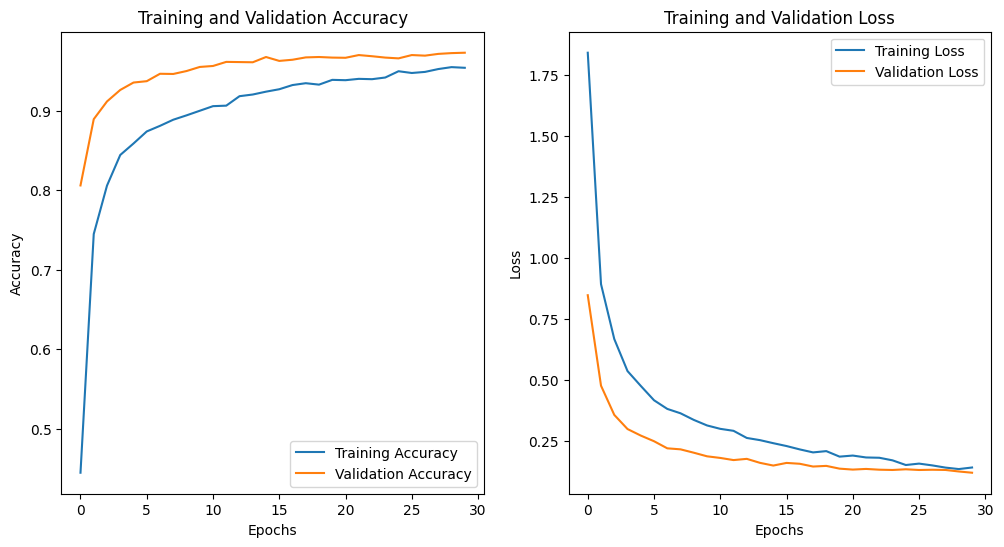 Training and Validation Accuracy
Accuracy
0.9
0.8
0.7
0.6
0.5
Training Accuracy
Validation Accuracy
0
5
10
15
20
25
30
Epochs
Training and Validation Loss
Loss
1.75
1.50
1.25
1.00
0.75
0.50
0.25
Training Loss
Validation Loss
0
5
10
15
20
25
30
Epochs